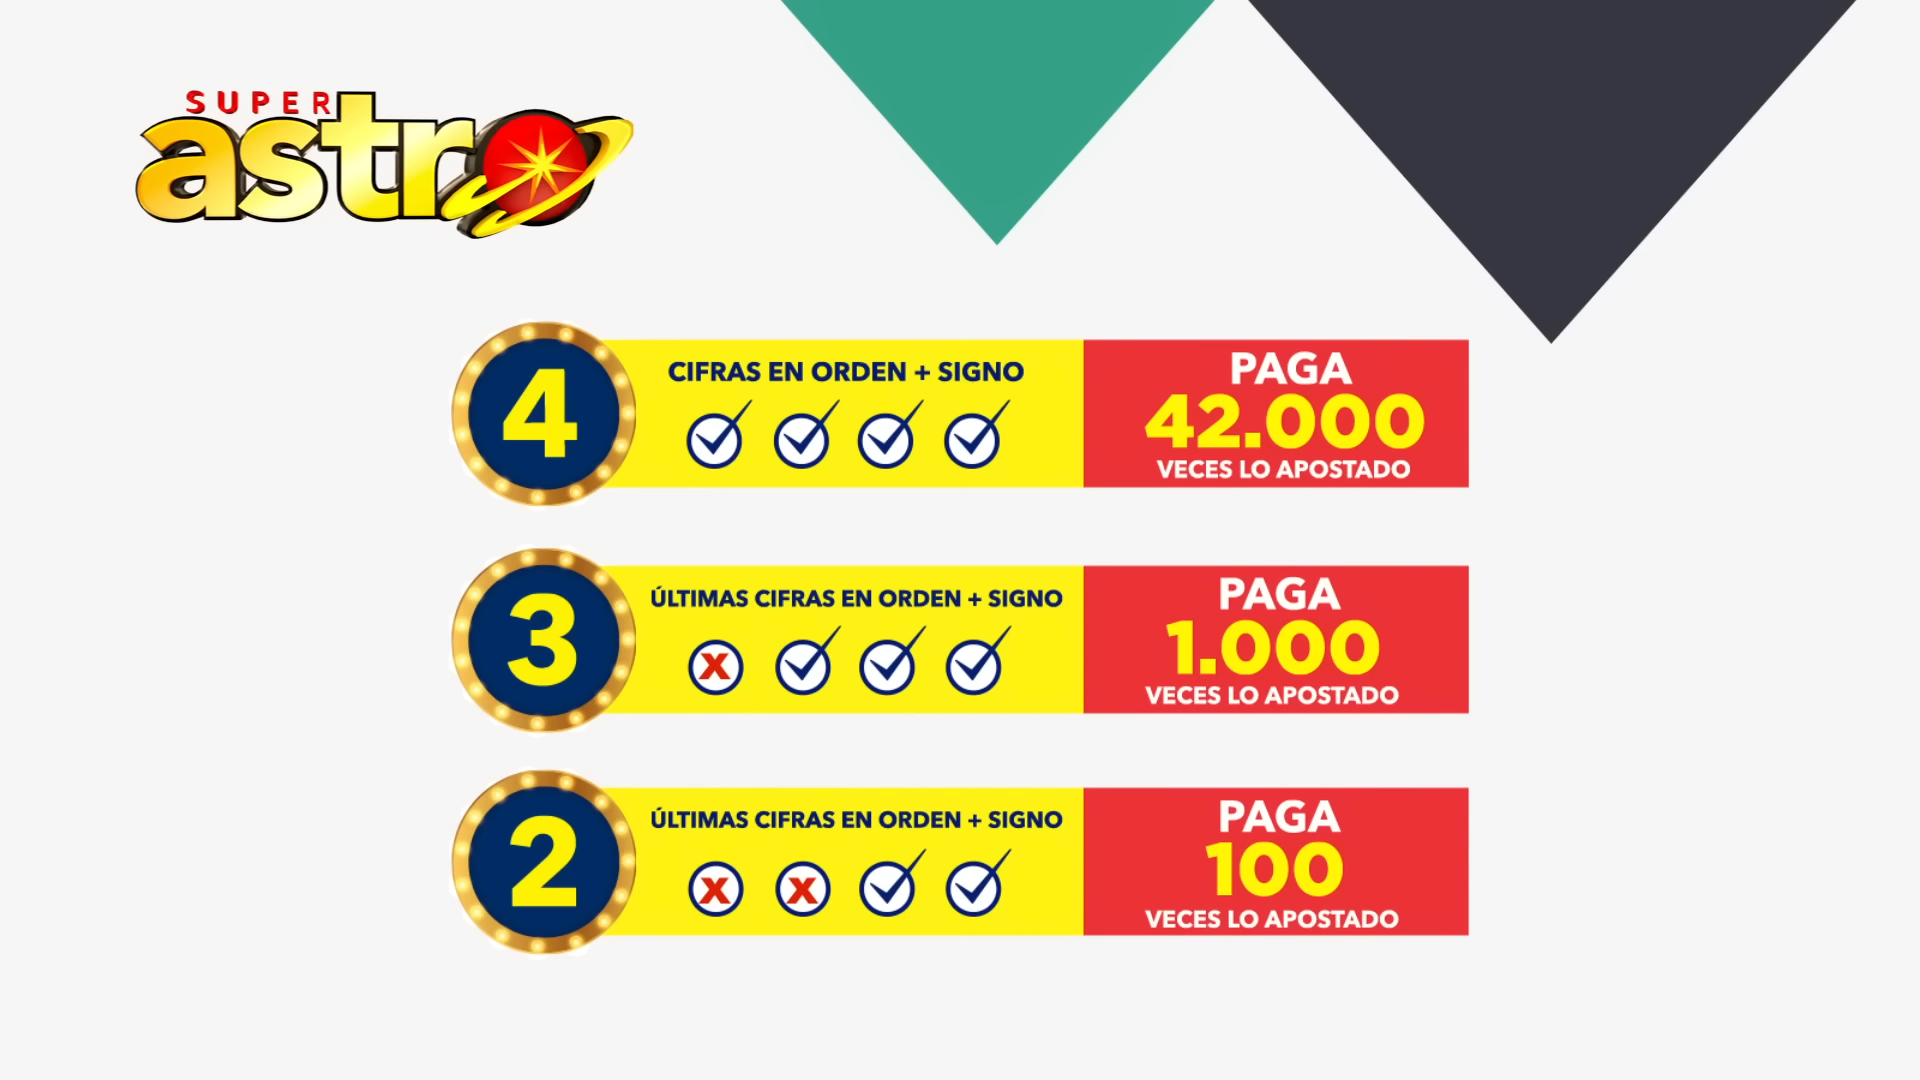 SUPER
astro
4
CIFRAS EN ORDEN + SIGNO
PAGA
42.000
VECES LO APOSTADO
3
ÚLTIMAS CIFRAS EN ORDEN + SIGNO
X
PAGA
1.000
VECES LO APOSTADO
2
ÚLTIMAS CIFRAS EN ORDEN + SIGNO
X X
PAGA
100
VECES LO APOSTADO